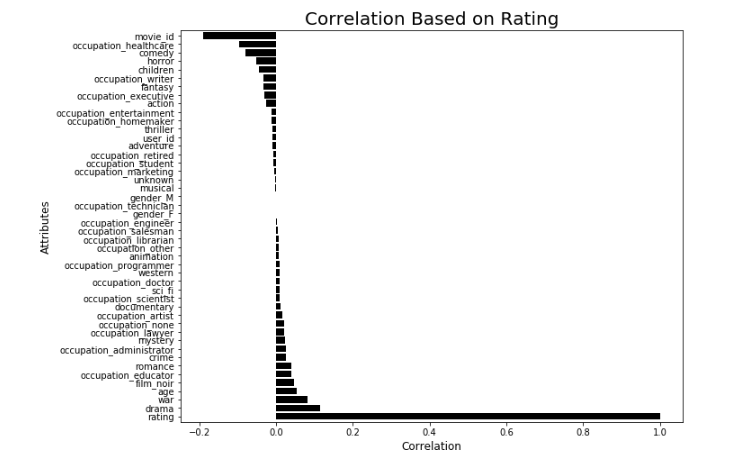 Correlation Based on Rating
movie_id
occupation_healthcare
comedy
horror
children
occupation_writer
fantasy
occupation_executive
action
occupation_entertainment
occupation_homemaker
thriller
user_id
adventure
occupation_retired
occupation_student
occupation_marketing
unknown
musical
gender_M
occupation_technician
gender_F
occupation_engineer
occupation_salesman
occupation_librarian
occupation_other
animation
occupation_programmer
western
occupation_doctor
sci_fi
occupation_scientist
documentary
occupation_artist
occupation_none
occupation_lawyer
mystery
occupation_administrator
crime
romance
occupation_educator
film_noir
age
war
drama
rating
Attributes
−0.2 0.0 0.2 0.4 0.6 0.8 1.0
Correlation